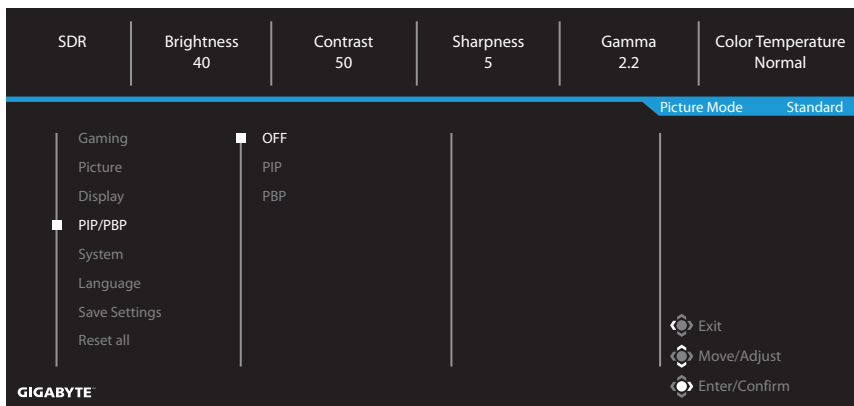 SDR Brightness Contrast Sharpness Gamma Color Temperature
40 50 5 2.2 Normal
Picture Mode Standard
Gaming OFF
Picture PIP
Display PBP
PIP/PBP
System
Language
Save Settings
Exit
Reset all
Move/Adjust
GIGABYTE™ Enter/Confirm